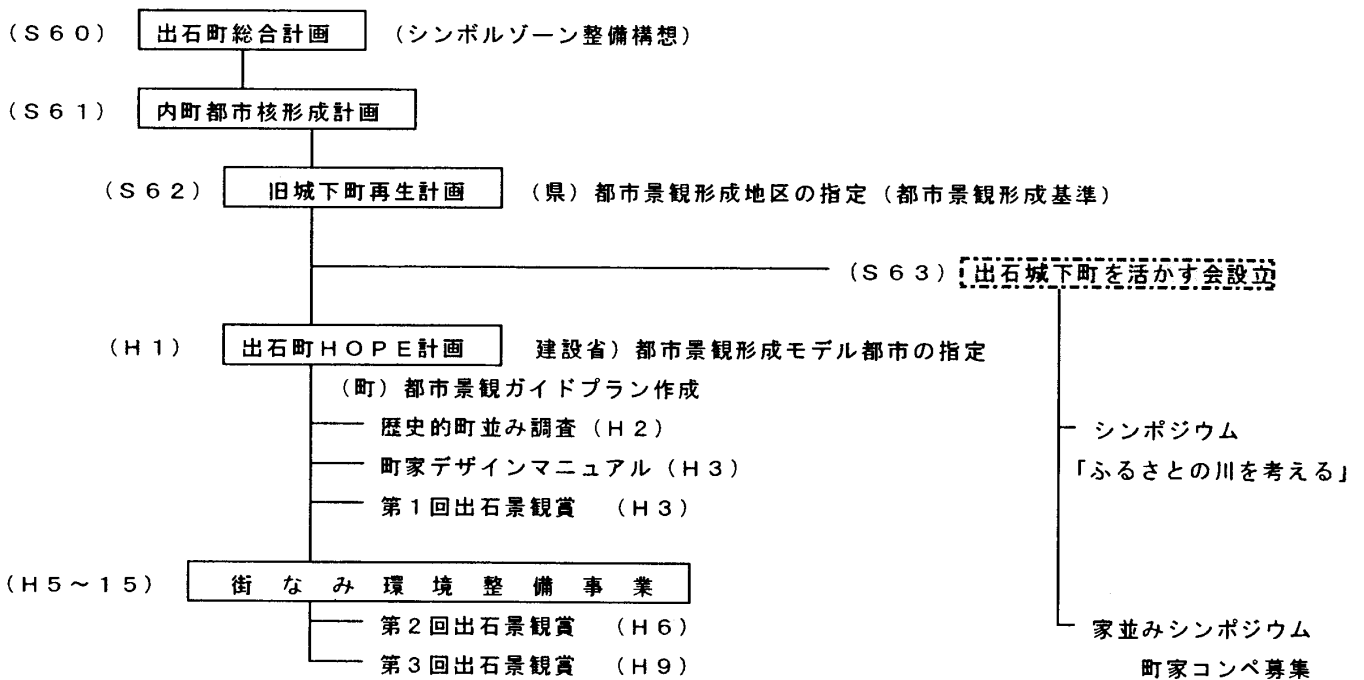 (S60) 出石町総合計画 (シンボルゾーン整備構想)
(S61) 内町都市核形成計画
(S62) 旧城下町再生計画 (県)都市景観形成地区の指定(都市景観形成基準)
(S63) 出石城下町を活かす会設立
(H1) 出石町HOPE計画 建設省)都市景観形成モデル都市の指定
(町)都市景観ガイドプラン作成
歴史的町並み調査(H2)
シンポジウム
町家デザインマニュアル(H3)
「ふるさとの川を考える」
第1回出石景観賞 (H3)
(H5~15) 街なみ環境整備事業
第2回出石景観賞 (H6)
家並みシンポジウム
第3回出石景観賞 (H9)
町家コンペ募集